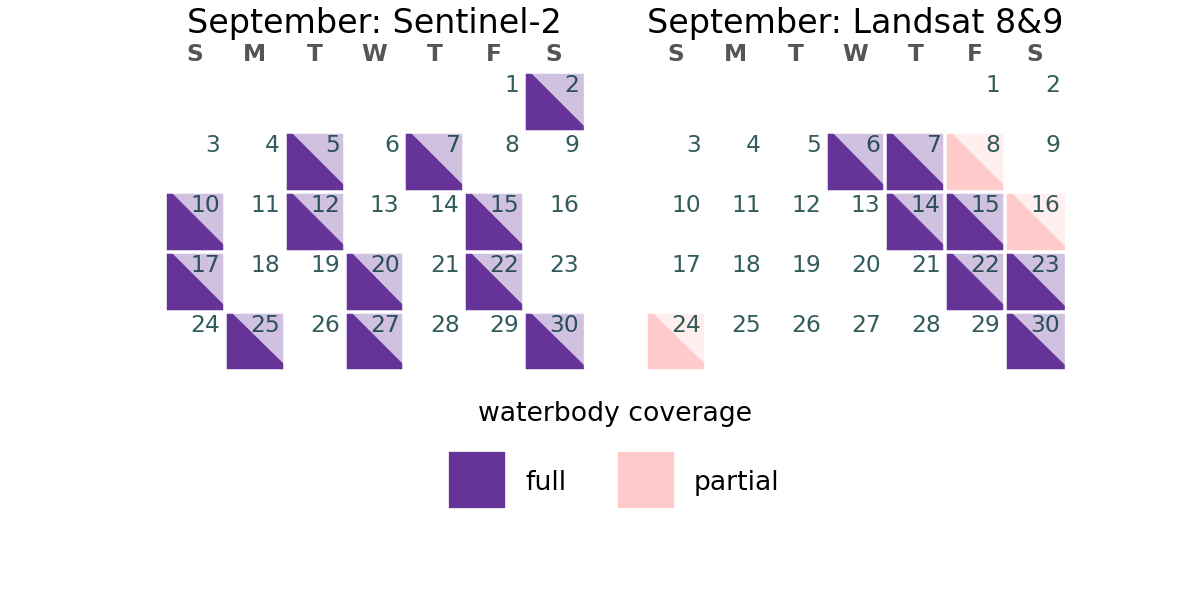 September: Sentinel-2
S M T W T F S
1 2
3 4 5 6 7 8 9
10 11 12 13 14 15 16
17 18 19 20 21 22 23
24 25 26 27 28 29 30
September: Landsat 8&9
S M T W T F S
1 2
3 4 5 6 7 8 9
10 11 12 13 14 15 16
17 18 19 20 21 22 23
24 25 26 27 28 29 30
waterbody coverage
full partial